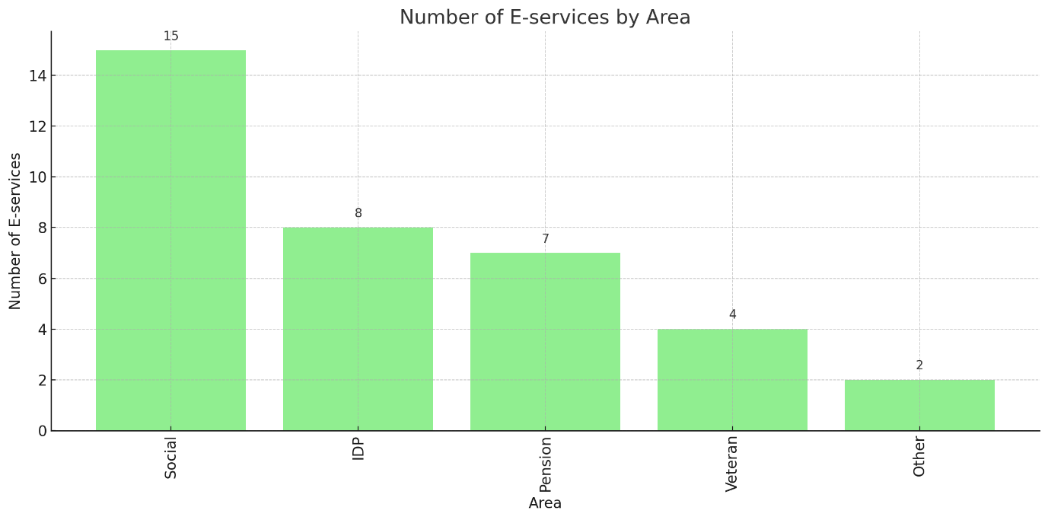 Number of E-services by Area
Number of E-services
14
12
10
8
6
4
2
0
15
8
7
4
2
Social
IDP
Pension
Veteran
Other
Area